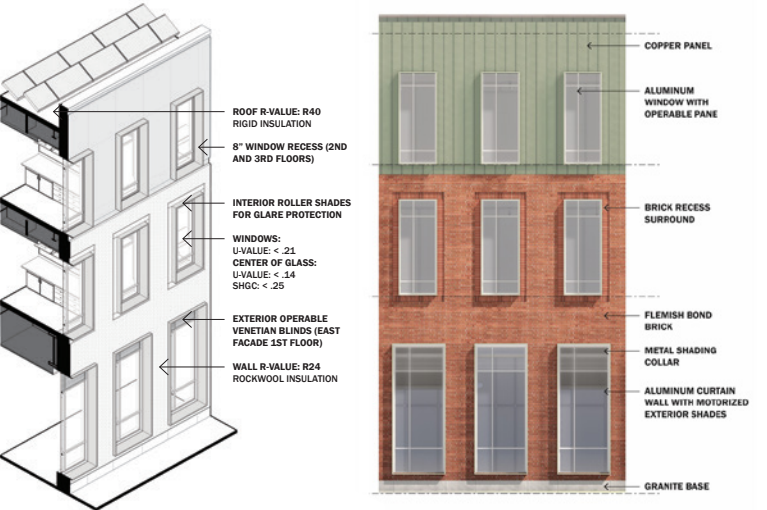 ROOF R-VALUE: R40
RIGID INSULATION
8" WINDOW RECESS (2ND
AND 3RD FLOORS)
INTERIOR ROLLER SHADES
FOR GLARE PROTECTION
WINDOWS:
U-VALUE: < .21
CENTER OF GLASS:
U-VALUE: < .14
SHGC: < .25
EXTERIOR OPERABLE
VENETIAN BLINDS (EAST
FACADE 1ST FLOOR)
WALL R-VALUE: R24
ROCKWOOL INSULATION
COPPER PANEL
ALUMINUM
WINDOW WITH
OPERABLE PANE
BRICK RECESS
SURROUND
FLEMISH BOND
BRICK
METAL SHADING
COLLAR
ALUMINUM CURTAIN
WALL WITH MOTORIZED
EXTERIOR SHADES
GRANITE BASE